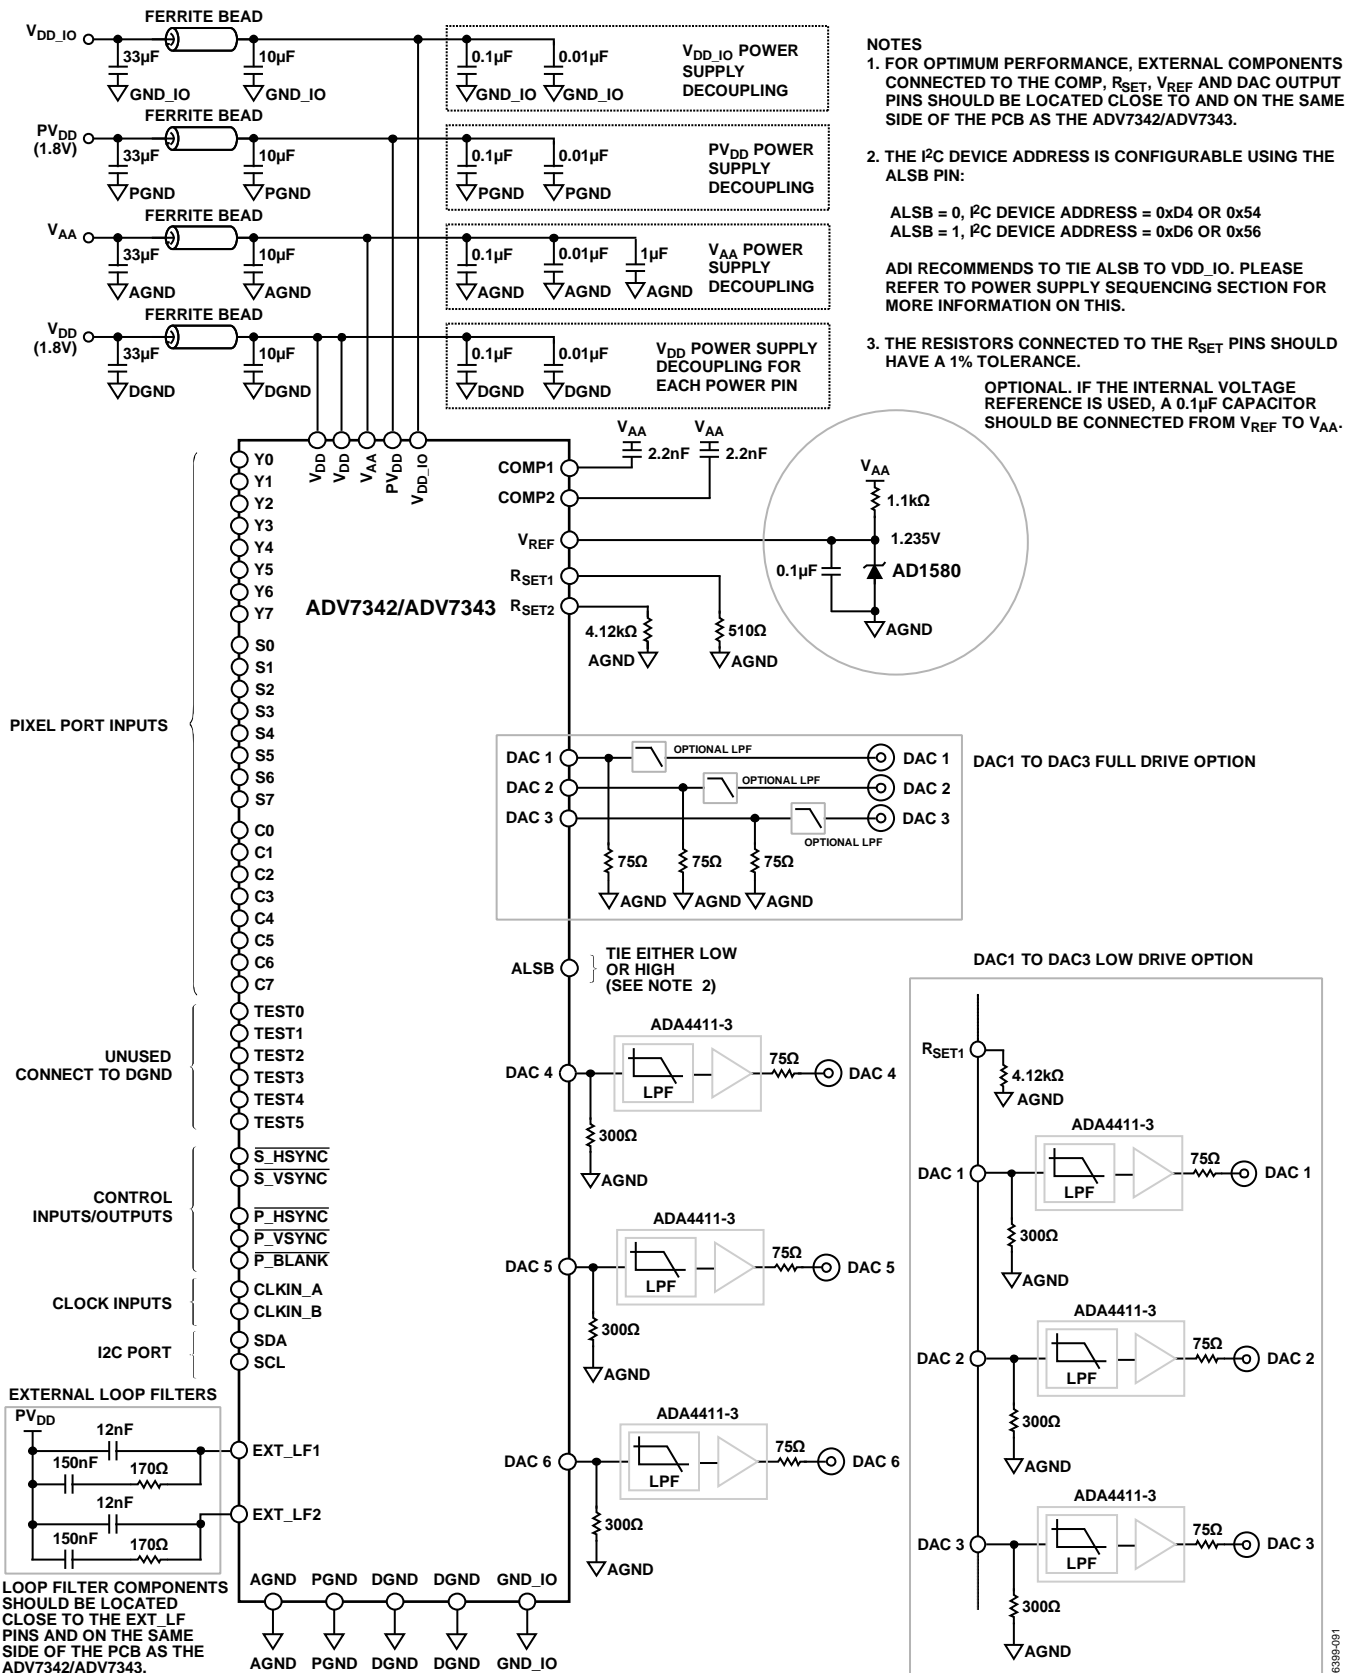 FERRITE BEAD
VDD_IO
33µF
10µF
0.1µF
0.01µF
VDD_IO POWER
SUPPLY
DECOUPLING
GND_IO
GND_IO
GND_IO
GND_IO
FERRITE BEAD
PVDD
(1.8V)
33µF
10µF
0.1µF
0.01µF
PVDD POWER
SUPPLY
DECOUPLING
PGND
PGND
PGND
PGND
FERRITE BEAD
VAA
33µF
10µF
0.1µF
0.01µF
1µF
VAA POWER
SUPPLY
DECOUPLING
AGND
AGND
AGND
AGND
AGND
FERRITE BEAD
VDD
(1.8V)
33µF
10µF
0.1µF
0.01µF
VDD POWER SUPPLY
DECOUPLING FOR
EACH POWER PIN
DGND
DGND
DGND
DGND
NOTES
1. FOR OPTIMUM PERFORMANCE, EXTERNAL COMPONENTS
CONNECTED TO THE COMP, RSET, VREF AND DAC OUTPUT
PINS SHOULD BE LOCATED CLOSE TO AND ON THE SAME
SIDE OF THE PCB AS THE ADV7342/ADV7343.
2. THE I2C DEVICE ADDRESS IS CONFIGURABLE USING THE
ALSB PIN:
ALSB = 0, I2C DEVICE ADDRESS = 0xD4 OR 0x54
ALSB = 1, I2C DEVICE ADDRESS = 0xD6 OR 0x56
ADI RECOMMENDS TO TIE ALSB TO VDD_IO. PLEASE
REFER TO POWER SUPPLY SEQUENCING SECTION FOR
MORE INFORMATION ON THIS.
3. THE RESISTORS CONNECTED TO THE RSET PINS SHOULD
HAVE A 1% TOLERANCE.
OPTIONAL. IF THE INTERNAL VOLTAGE
REFERENCE IS USED, A 0.1µF CAPACITOR
SHOULD BE CONNECTED FROM VREF TO VAA.
VDD
VDD
VAA
PVDD
VDD_IO
VAA
VAA
2.2nF
2.2nF
COMP1
COMP2
VREF
RSET1
RSET2
4.12kΩ
510Ω
AGND
AGND
VAA
1.1kΩ
1.235V
0.1µF
AD1580
AGND
ADV7342/ADV7343
PIXEL PORT INPUTS
Y0
Y1
Y2
Y3
Y4
Y5
Y6
Y7
S0
S1
S2
S3
S4
S5
S6
S7
C0
C1
C2
C3
C4
C5
C6
C7
UNUSED
CONNECT TO DGND
TEST0
TEST1
TEST2
TEST3
TEST4
TEST5
CONTROL
INPUTS/OUTPUTS
S_HSYNC
S_VSYNC
P_HSYNC
P_VSYNC
P_BLANK
CLOCK INPUTS
CLKIN_A
CLKIN_B
I2C PORT
SDA
SCL
EXTERNAL LOOP FILTERS
PVDD
12nF
150nF
170Ω
12nF
150nF
170Ω
EXT_LF1
EXT_LF2
LOOP FILTER COMPONENTS
SHOULD BE LOCATED
CLOSE TO THE EXT_LF
PINS AND ON THE SAME
SIDE OF THE PCB AS THE
ADV7342/ADV7343.
AGND PGND DGND DGND GND_IO
AGND PGND DGND DGND GND_IO
DAC 1
OPTIONAL LPF
DAC 1
DAC 2
OPTIONAL LPF
DAC 2
DAC 3
OPTIONAL LPF
DAC 3
75Ω
75Ω
75Ω
AGND
AGND
AGND
DAC1 TO DAC3 FULL DRIVE OPTION
ALSB
TIE EITHER LOW
OR HIGH
(SEE NOTE 2)
ADA4411-3
DAC 4
LPF
75Ω
DAC 4
300Ω
AGND
ADA4411-3
DAC 5
LPF
75Ω
DAC 5
300Ω
AGND
ADA4411-3
DAC 6
LPF
75Ω
DAC 6
300Ω
AGND
DAC1 TO DAC3 LOW DRIVE OPTION
RSET1
4.12kΩ
AGND
ADA4411-3
DAC 1
LPF
75Ω
DAC 1
300Ω
AGND
ADA4411-3
DAC 2
LPF
75Ω
DAC 2
300Ω
AGND
ADA4411-3
DAC 3
LPF
75Ω
DAC 3
300Ω
AGND
6399-091